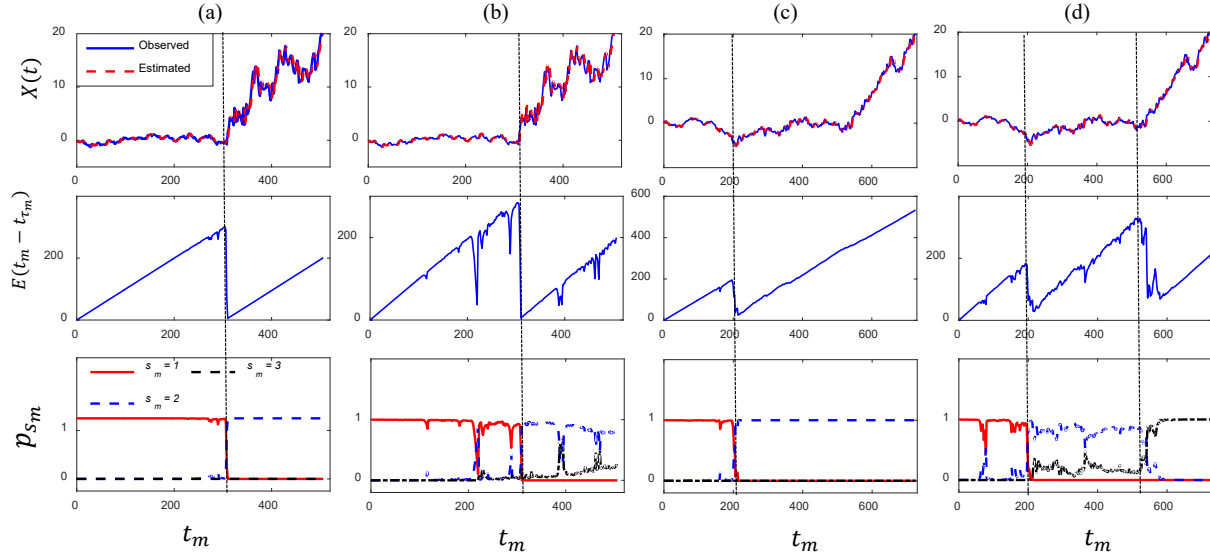 (a) (b) (c) (d)
X(t)
20 20 20 20
Observed
Estimated
10 10 10 10
0 0 0 0
0 200 400 0 200 400 0 200 400 600 0 200 400 600
E(t_m − t_{τ_m})
200 200 600 200
400
200
0 0 0 0
0 200 400 0 200 400 0 200 400 600 0 200 400 600
p_{s_m}
s_m = 1 s_m = 3
s_m = 2
1 1 1 1
0 0 0 0
0 200 400 0 200 400 0 200 400 600 0 200 400 600
t_m t_m t_m t_m